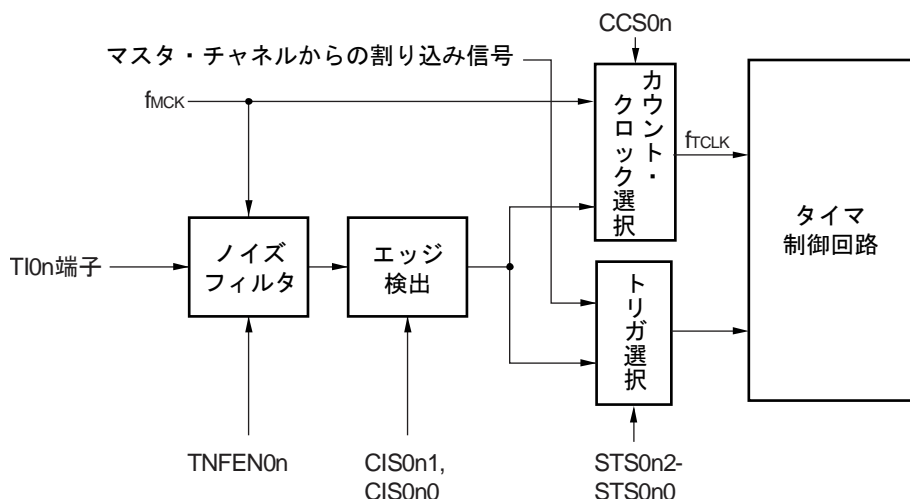 CCS0n
マスタ・チャネルからの割り込み信号
fMCK
カウント・
クロック選択
fTCLK
タイマ
制御回路
TI0n端子
ノイズ
フィルタ
エッジ
検出
トリガ選択
TNFEN0n
CIS0n1,
CIS0n0
STS0n2-
STS0n0